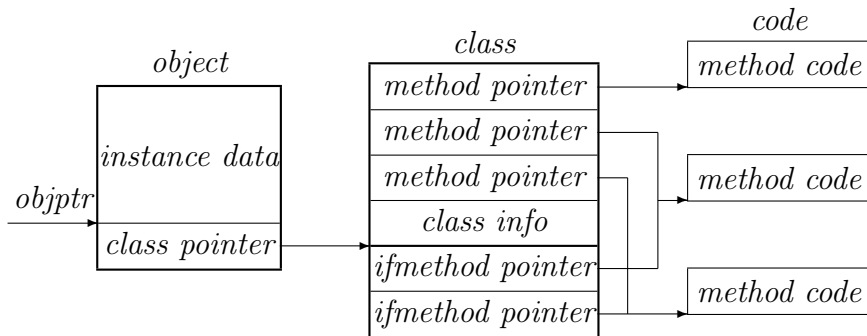 object
instance data
objptr
class pointer
class
method pointer
method pointer
method pointer
class info
ifmethod pointer
ifmethod pointer
code
method code
method code
method code